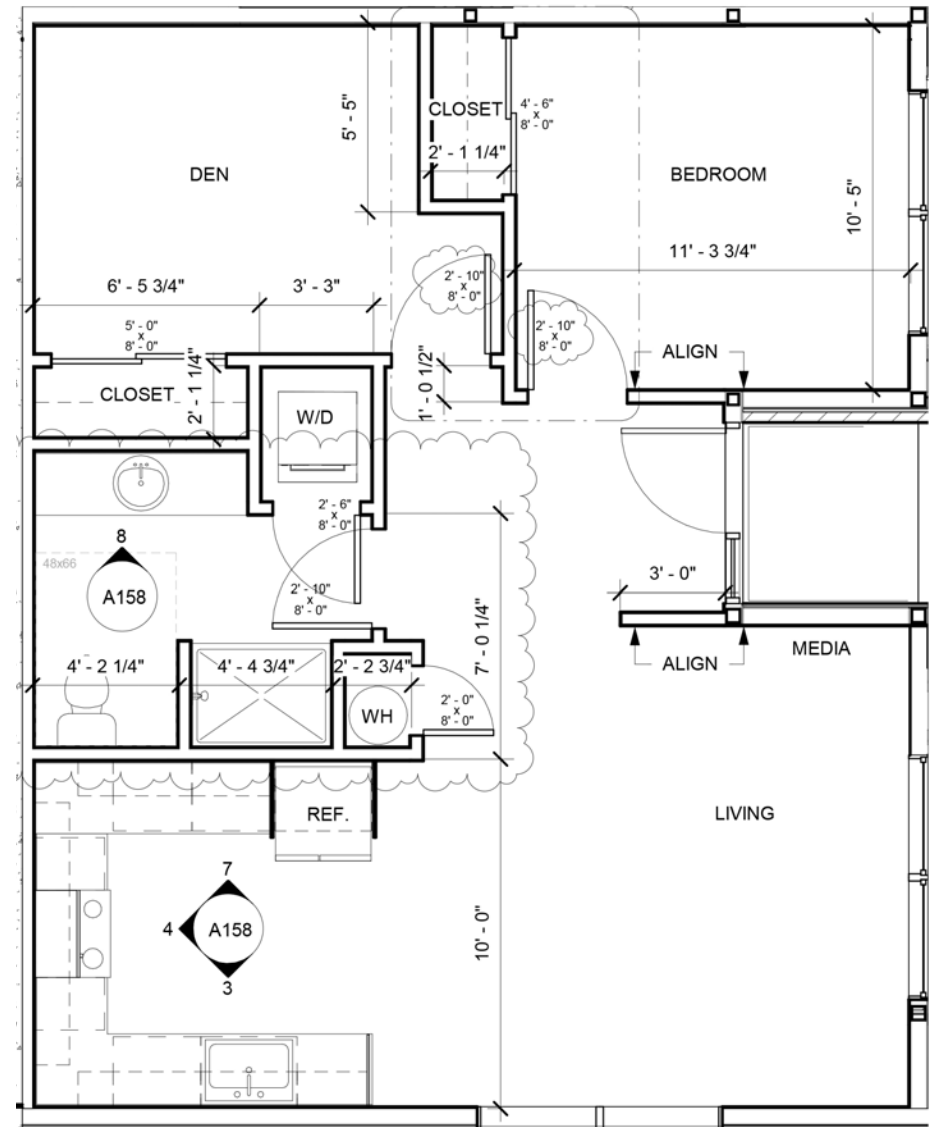 CLOSET
4' - 6"
x
8' - 0"
5' - 5"
2' - 1 1/4"
DEN
BEDROOM
10' - 5"
11' - 3 3/4"
6' - 5 3/4"
3' - 3"
2' - 10"
x
8' - 0"
2' - 10"
x
8' - 0"
5' - 0"
x
8' - 0"
ALIGN
CLOSET
2' - 1 1/4"
1' - 0 1/2"
W/D
2' - 6"
x
8' - 0"
8
48x66
A158
2' - 10"
x
8' - 0"
3' - 0"
7' - 0 1/4"
MEDIA
ALIGN
4' - 2 1/4"
4' - 4 3/4"
2' - 2 3/4"
2' - 0"
x
8' - 0"
WH
REF.
LIVING
7
4
A158
3
10' - 0"